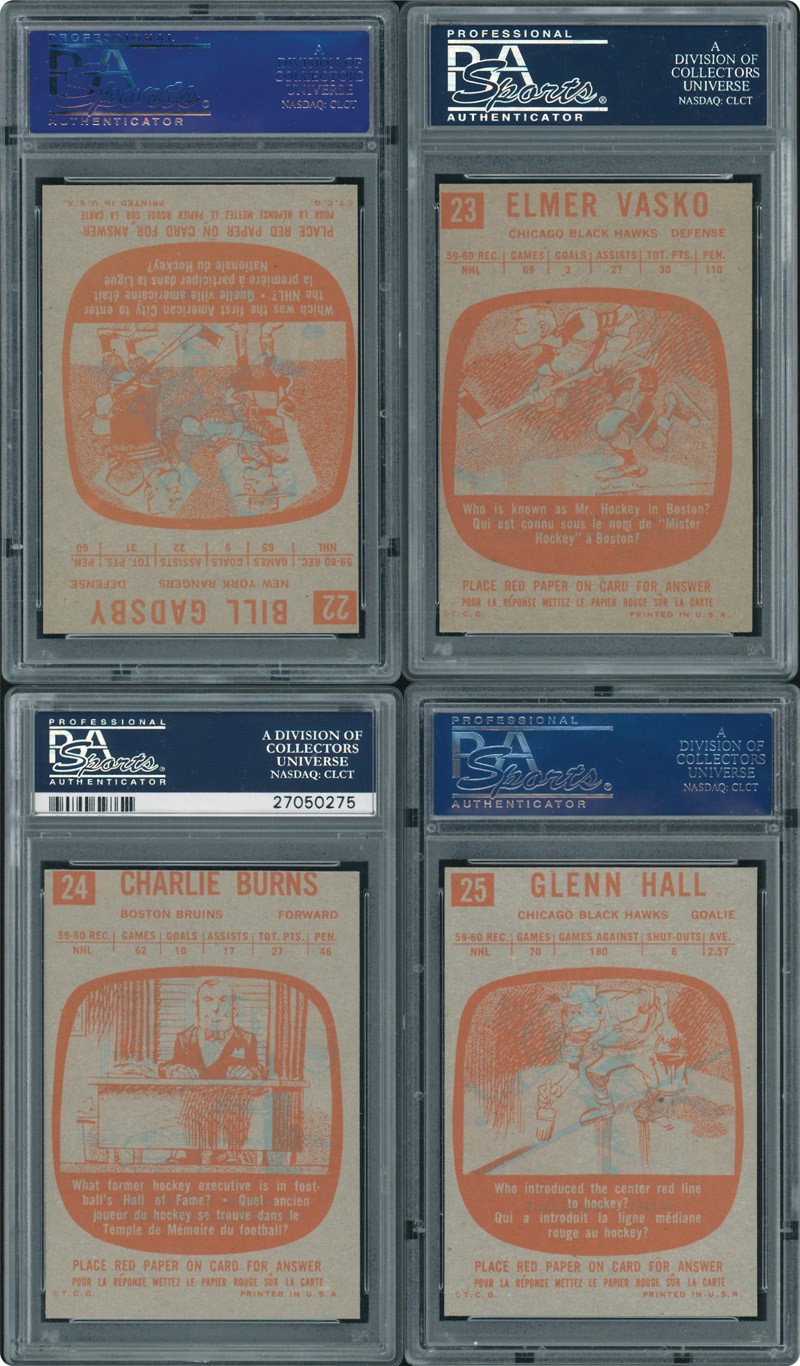 PROFESSIONAL
PSA
Sports
®
AUTHENTICATOR
A
DIVISION OF
COLLECTORS
UNIVERSE
NASDAQ: CLCT
22 BILL GADSBY
NEW YORK RANGERS DEFENSE
59-60 REC. GAMES GOALS ASSISTS TOT. PTS. PEN.
NHL 65 9 22 31 60
Which was the first American City to enter
the NHL? • Quelle ville américaine était
la première à participer dans la Ligue
Nationale du Hockey?
PLACE RED PAPER ON CARD FOR ANSWER
POUR LA RÉPONSE METTEZ LE PAPIER ROUGE SUR LA CARTE
©T.C.G. PRINTED IN U.S.A.
PROFESSIONAL
PSA
Sports
®
AUTHENTICATOR
A
DIVISION OF
COLLECTORS
UNIVERSE
NASDAQ: CLCT
23 ELMER VASKO
CHICAGO BLACK HAWKS DEFENSE
59-60 REC. GAMES GOALS ASSISTS TOT. PTS. PEN.
NHL 69 3 27 30 110
Who is known as Mr. Hockey in Boston?
Qui est connu sous le nom de "Mister
Hockey" à Boston?
PLACE RED PAPER ON CARD FOR ANSWER
POUR LA RÉPONSE METTEZ LE PAPIER ROUGE SUR LA CARTE
©T.C.G. PRINTED IN U.S.A.
PROFESSIONAL
PSA
Sports
®
AUTHENTICATOR
A DIVISION OF
COLLECTORS
UNIVERSE
NASDAQ: CLCT
27050275
24 CHARLIE BURNS
BOSTON BRUINS FORWARD
59-60 REC. GAMES GOALS ASSISTS TOT. PTS. PEN.
NHL 62 10 17 27 46
What former hockey executive is in foot-
ball's Hall of Fame? • Quel ancien
joueur du hockey se trouve dans le
Temple de Mémoire du football?
PLACE RED PAPER ON CARD FOR ANSWER
POUR LA RÉPONSE METTEZ LE PAPIER ROUGE SUR LA CARTE
©T.C.G. PRINTED IN U.S.A
PROFESSIONAL
PSA
Sports
®
AUTHENTICATOR
A
DIVISION OF
COLLECTORS
UNIVERSE
NASDAQ: CLCT
25 GLENN HALL
CHICAGO BLACK HAWKS GOALIE
59-60 REC. GAMES GAMES AGAINST SHUT-OUTS AVE.
NHL 70 180 6 2.57
Who introduced the center red line
to hockey?
Qui a introduit la ligne médiane
rouge au hockey?
PLACE RED PAPER ON CARD FOR ANSWER
POUR LA RÉPONSE METTEZ LE PAPIER ROUGE SUR LA CARTE
©T.C.G. PRINTED IN U.S.A.